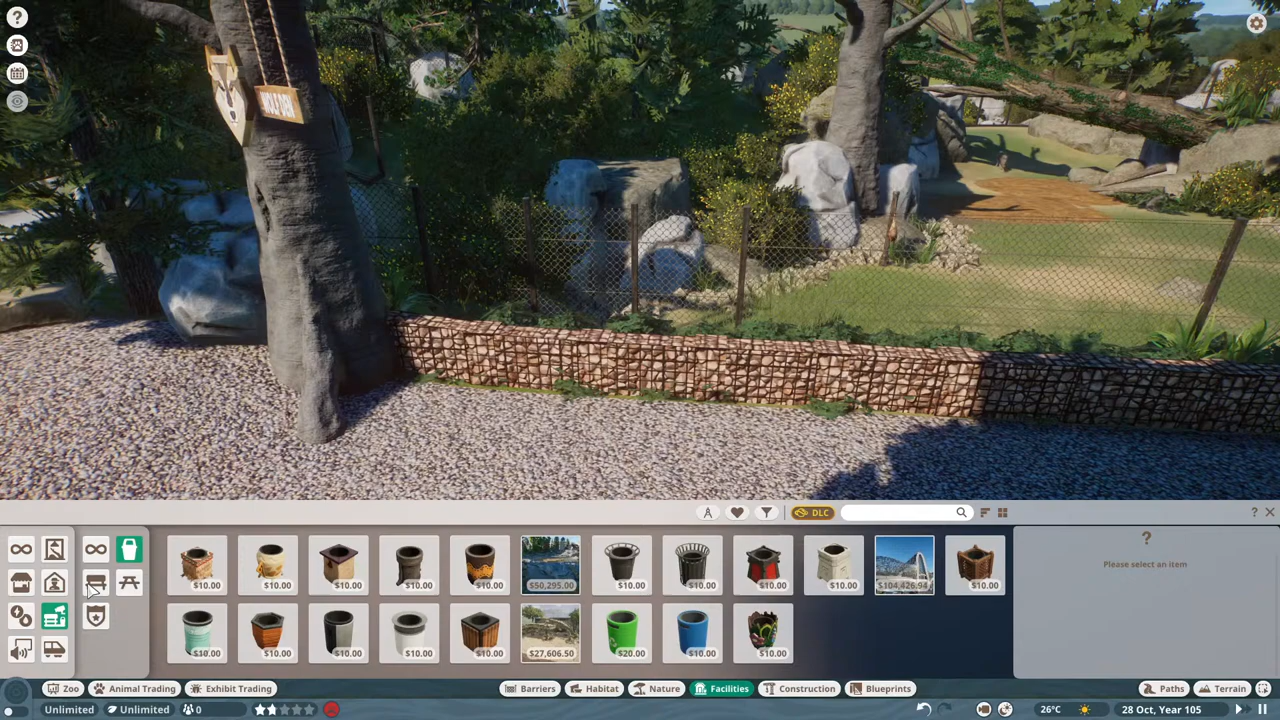 WOLF DEN
DLC
?
$10.00 $10.00 $10.00 $10.00 $10.00 $50,295.00 $10.00 $10.00 $10.00 $10.00 $104,426.94 $10.00
$10.00 $10.00 $10.00 $10.00 $10.00 $27,606.50 $20.00 $10.00 $10.00
?
Please select an item
Zoo Animal Trading Exhibit Trading Barriers Habitat Nature Facilities Construction Blueprints Paths Terrain
Unlimited Unlimited 0 26°C 28 Oct, Year 105